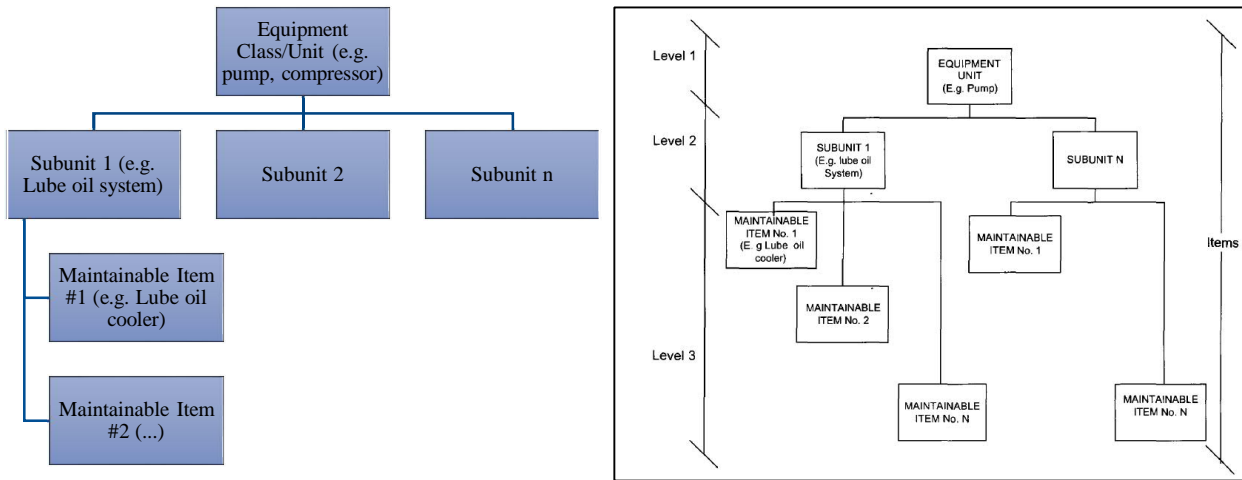 Equipment
Class/Unit (e.g.
pump, compressor)
Subunit 1 (e.g.
Lube oil system)
Subunit 2
Subunit n
Maintainable Item
#1 (e.g. Lube oil
cooler)
Maintainable Item
#2 (...)
Level 1
EQUIPMENT
UNIT
(E.g. Pump)
Level 2
SUBUNIT 1
(E.g. lube oil
System)
SUBUNIT N
MAINTAINABLE
ITEM No. 1
(E. g Lube oil
cooler)
MAINTAINABLE
ITEM No. 1
Items
MAINTAINABLE
ITEM No. 2
Level 3
MAINTAINABLE
ITEM No. N
MAINTAINABLE
ITEM No. N